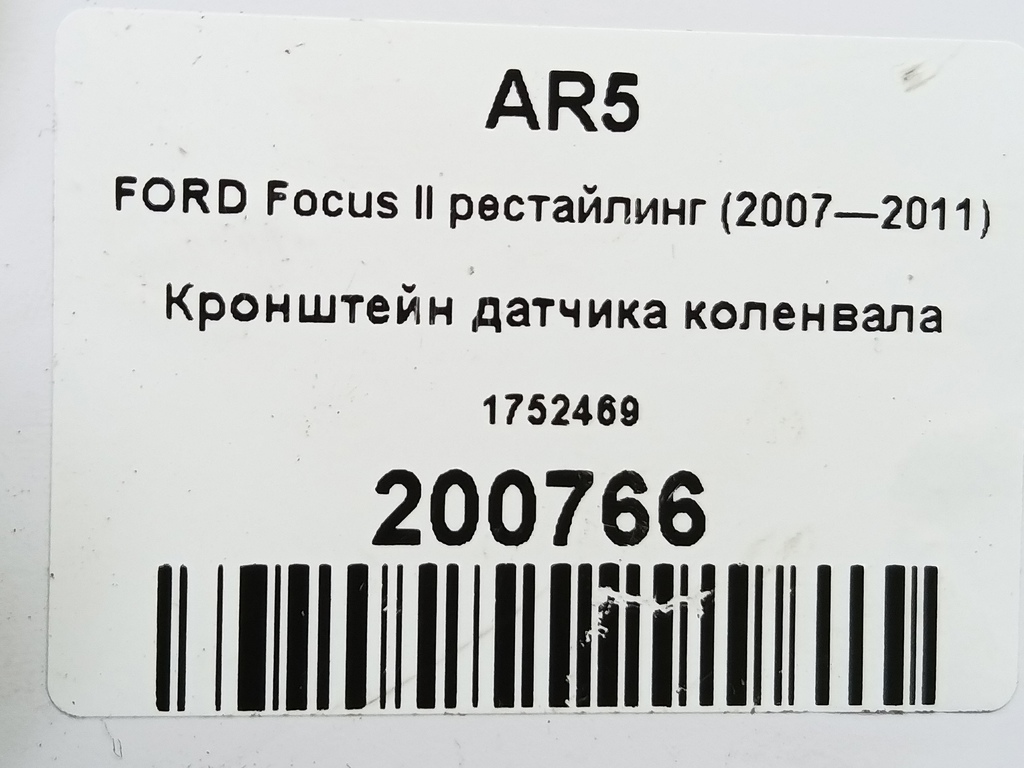 AR5
FORD Focus II рестайлинг (2007—2011)
Кронштейн датчика коленвала
1752469
200766